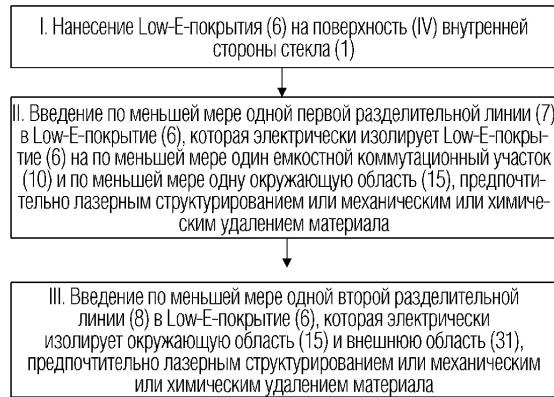 I. Нанесение Low-E-покрытия (6) на поверхность (IV) внутренней
стороны стекла (1)
II. Введение по меньшей мере одной первой разделительной линии (7)
в Low-E-покрытие (6), которая электрически изолирует Low-E-покры-
тие (6) на по меньшей мере один емкостной коммутационный участок
(10) и по меньшей мере одну окружающую область (15), предпочти-
тельно лазерным структурированием или механическим или химиче-
ским удалением материала
III. Введение по меньшей мере одной второй разделительной
линии (8) в Low-E-покрытие (6), которая электрически
изолирует окружающую область (15) и внешнюю область (31),
предпочтительно лазерным структурированием или механическим
или химическим удалением материала